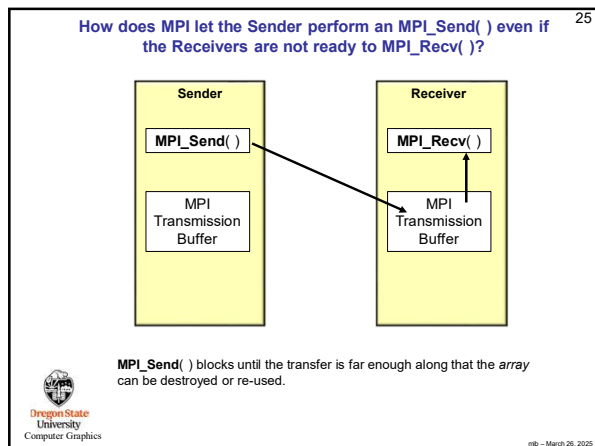 25
How does MPI let the Sender perform an MPI_Send( ) even if
the Receivers are not ready to MPI_Recv( )?
Sender
MPI_Send( )
MPI
Transmission
Buffer
Receiver
MPI_Recv( )
MPI
Transmission
Buffer
MPI_Send( ) blocks until the transfer is far enough along that the array
can be destroyed or re-used.
Oregon State
University
Computer Graphics
mjb – March 26, 2025